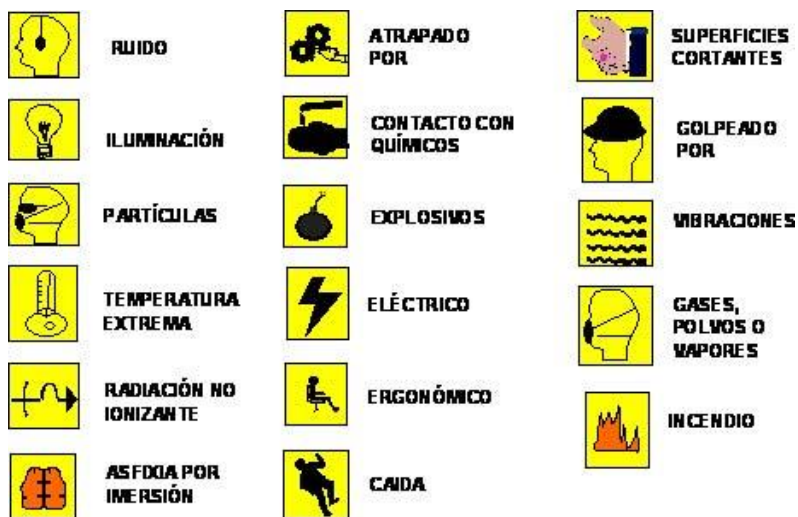 RUIDO
ILUMINACIÓN
PARTÍCULAS
TEMPERATURA
EXTREMA
RADIACIÓN NO
IONIZANTE
ASFIXIA POR
IMERSIÓN
ATRAPADO
POR
CONTACTO CON
QUÍMICOS
EXPLOSIVOS
ELÉCTRICO
ERGONÓMICO
CAIDA
SUPERFICIES
CORTANTES
GOLPEADO
POR
VIBRACIONES
GASES,
POLVOS O
VAPORES
INCENDIO